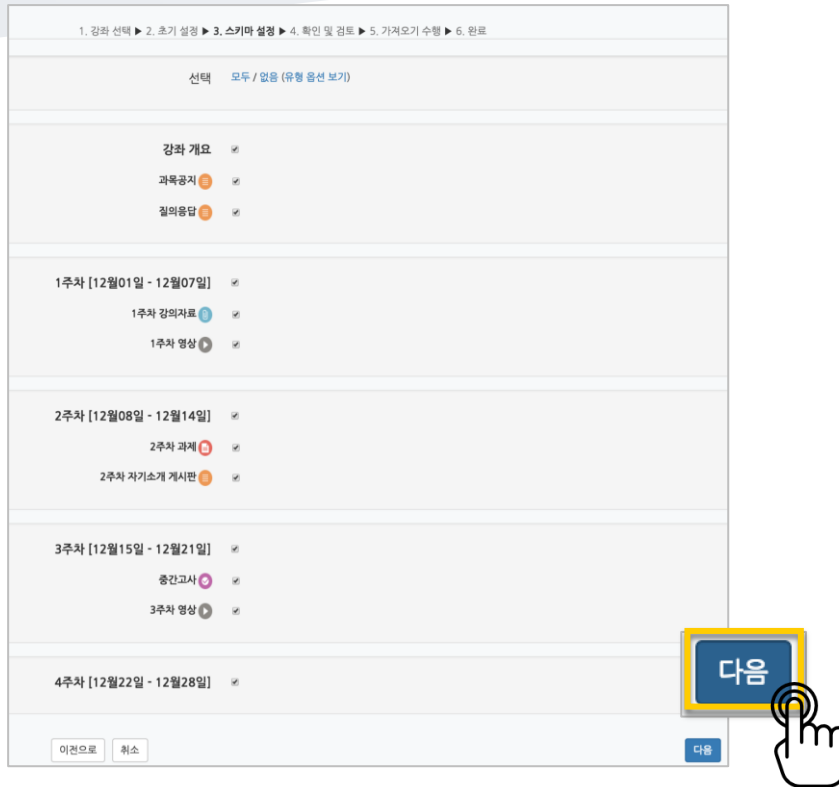 1. 강좌 선택 ▶ 2. 초기 설정 ▶ 3. 스키마 설정 ▶ 4. 확인 및 검토 ▶ 5. 가져오기 수행 ▶ 6. 완료
선택 모두 / 없음 (유형 옵션 보기)
강좌 개요
과목공지
질의응답
1주차 [12월01일 - 12월07일]
1주차 강의자료
1주차 영상
2주차 [12월08일 - 12월14일]
2주차 과제
2주차 자기소개 게시판
3주차 [12월15일 - 12월21일]
중간고사
3주차 영상
4주차 [12월22일 - 12월28일]
다음
이전으로 취소 다음